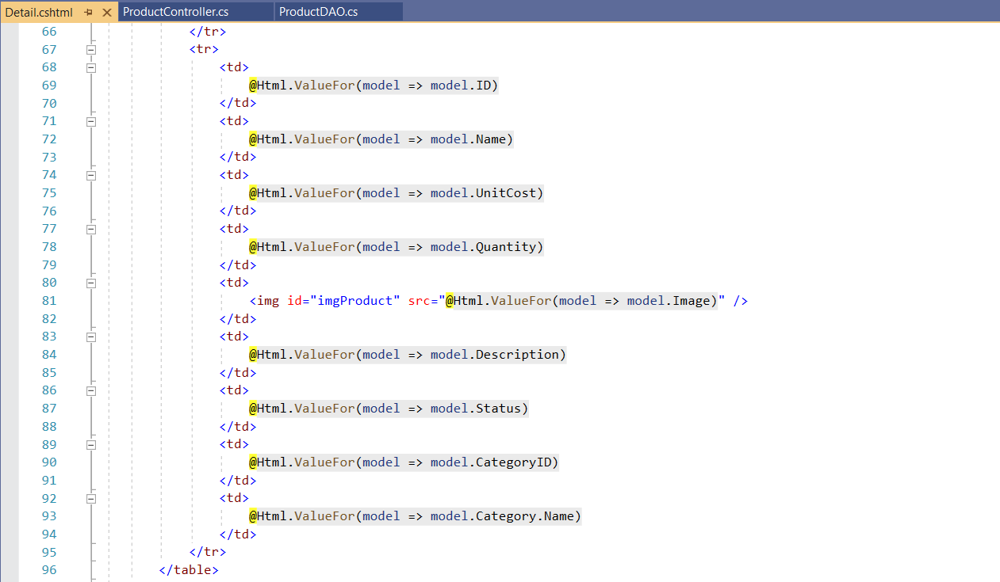 Detail.cshtml ProductController.cs ProductDAO.cs
66 </tr>
67 <tr>
68 <td>
69 @Html.ValueFor(model => model.ID)
70 </td>
71 <td>
72 @Html.ValueFor(model => model.Name)
73 </td>
74 <td>
75 @Html.ValueFor(model => model.UnitCost)
76 </td>
77 <td>
78 @Html.ValueFor(model => model.Quantity)
79 </td>
80 <td>
81 <img id="imgProduct" src="@Html.ValueFor(model => model.Image)" />
82 </td>
83 <td>
84 @Html.ValueFor(model => model.Description)
85 </td>
86 <td>
87 @Html.ValueFor(model => model.Status)
88 </td>
89 <td>
90 @Html.ValueFor(model => model.CategoryID)
91 </td>
92 <td>
93 @Html.ValueFor(model => model.Category.Name)
94 </td>
95 </tr>
96 </table>